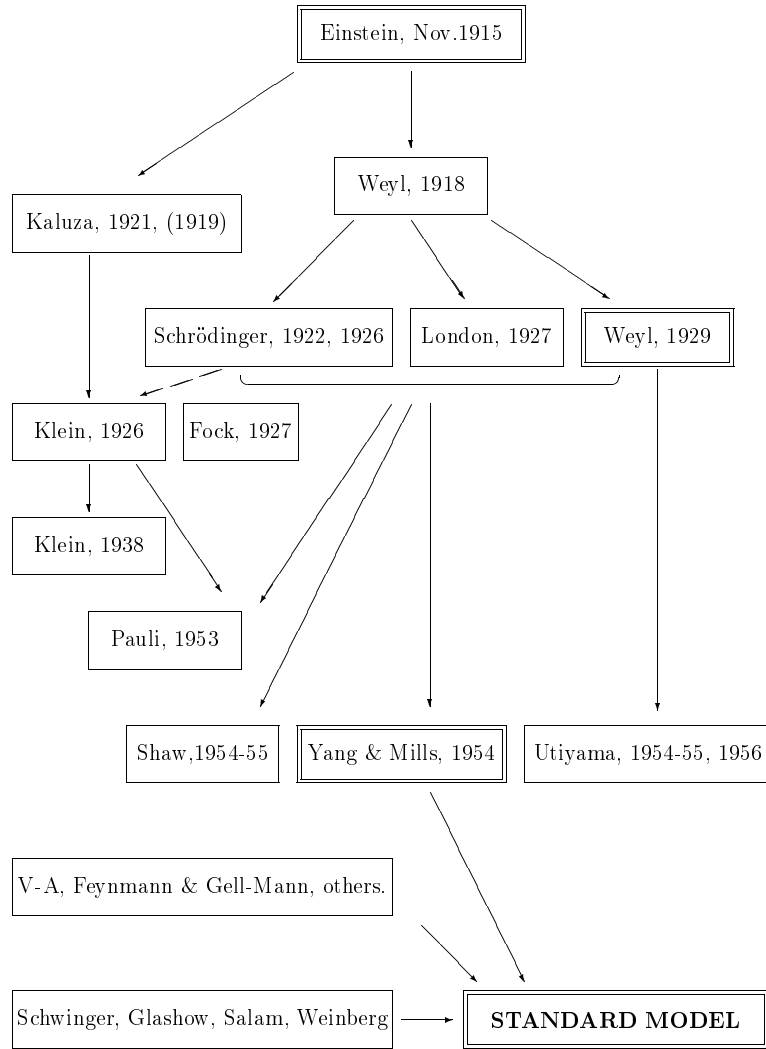 Einstein, Nov.1915
Weyl, 1918
Kaluza, 1921, (1919)
Schrödinger, 1922, 1926
London, 1927
Weyl, 1929
Klein, 1926
Fock, 1927
Klein, 1938
Pauli, 1953
Shaw,1954-55
Yang & Mills, 1954
Utiyama, 1954-55, 1956
V-A, Feynmann & Gell-Mann, others.
Schwinger, Glashow, Salam, Weinberg
STANDARD MODEL